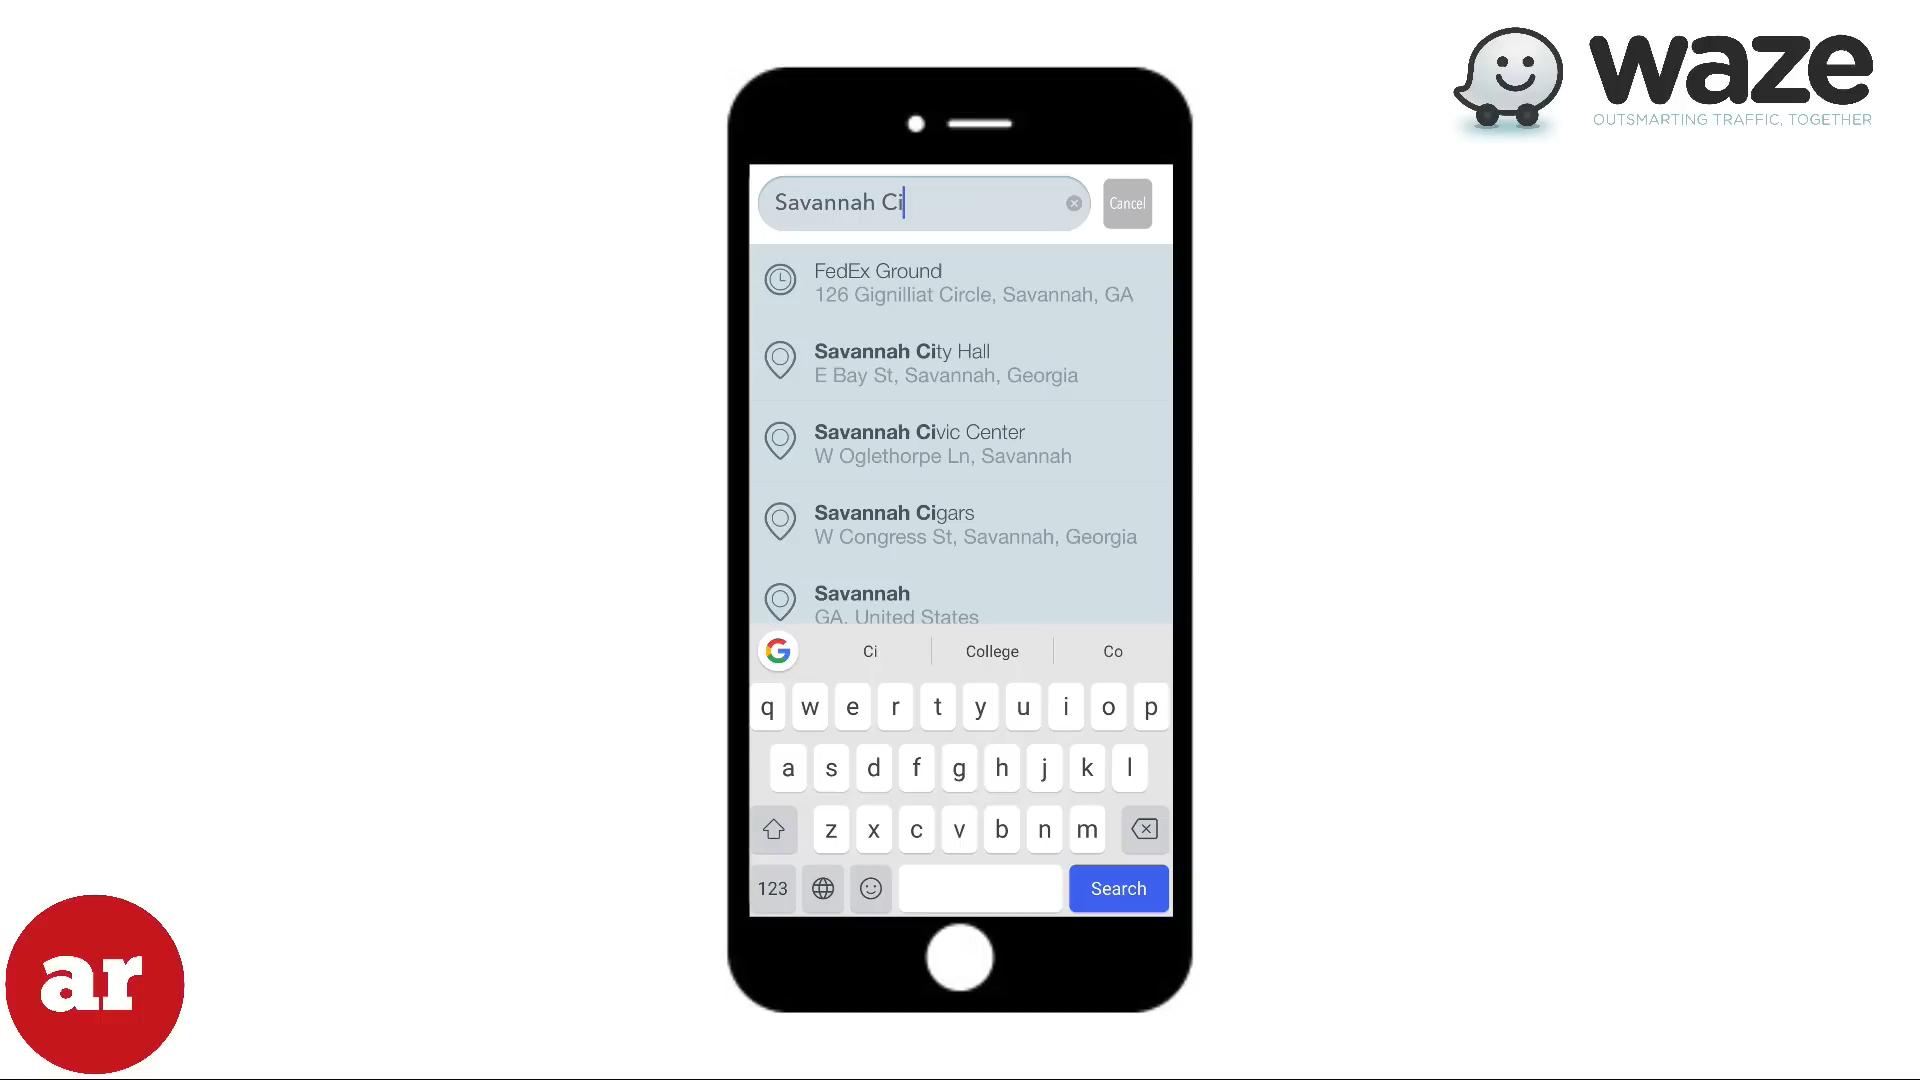 waze
OUTSMARTING TRAFFIC, TOGETHER
Savannah Ci
Cancel
FedEx Ground
126 Gignilliat Circle, Savannah, GA
Savannah City Hall
E Bay St, Savannah, Georgia
Savannah Civic Center
W Oglethorpe Ln, Savannah
Savannah Cigars
W Congress St, Savannah, Georgia
Savannah
GA, United States
G Ci College Co
q w e r t y u i o p
a s d f g h j k l
z x c v b n m
123 Search
ar